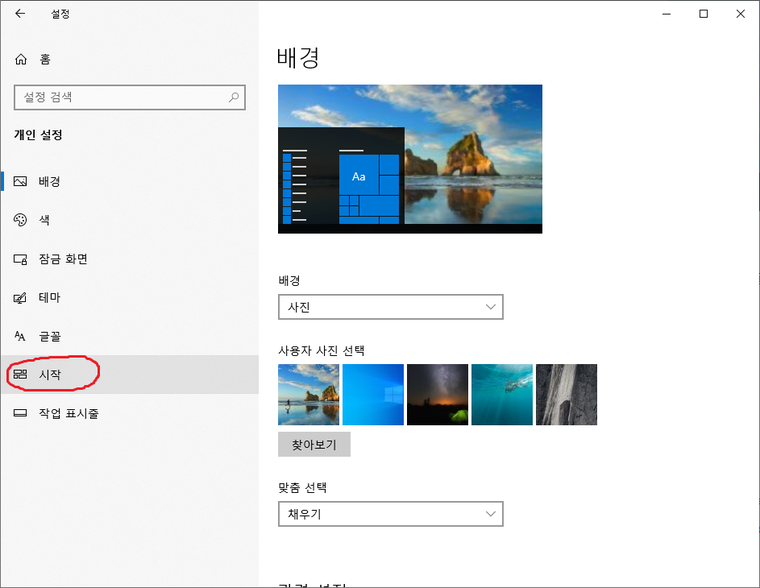 설정
홈
설정 검색
개인 설정
배경
색
잠금 화면
테마
글꼴
시작
작업 표시줄
배경
Aa
배경
사진
사용자 사진 선택
찾아보기
맞춤 선택
채우기